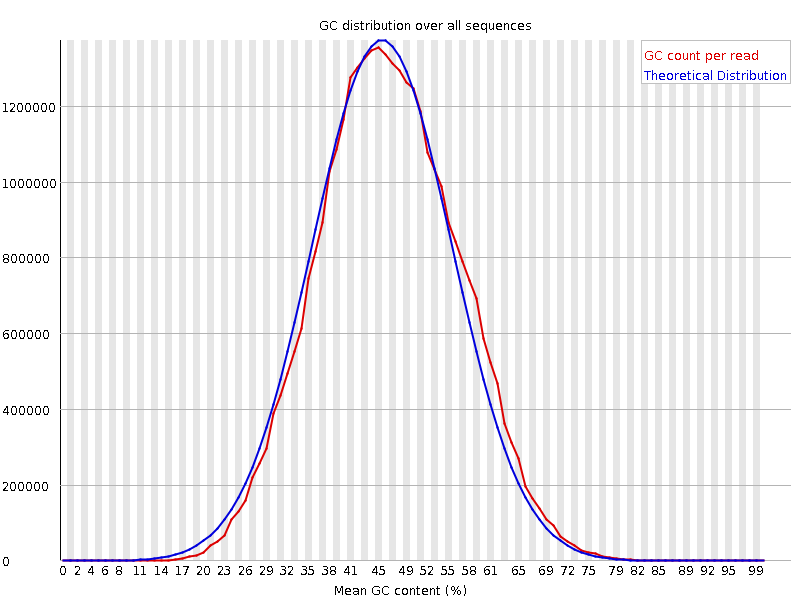 GC distribution over all sequences
GC count per read
Theoretical Distribution
1200000
1000000
800000
600000
400000
200000
0
0 2 4 6 8 11 14 17 20 23 26 29 32 35 38 41 45 49 52 55 58 61 65 69 72 75 79 82 85 89 92 95 99
Mean GC content (%)